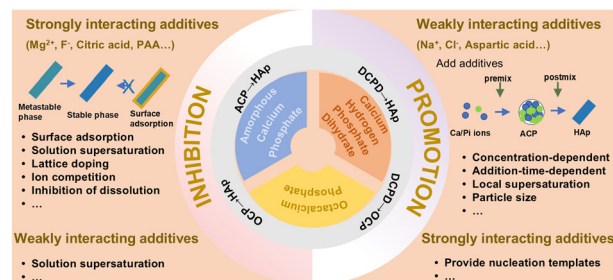 Strongly interacting additives
(Mg²⁺, F⁻, Citric acid, PAA…)
Metastable
phase
Stable phase
Surface
adsorption
• Surface adsorption
• Solution supersaturation
• Lattice doping
• Ion competition
• Inhibition of dissolution
• …
Weakly interacting additives
• Solution supersaturation
• …
INHIBITION
ACP→HAp
OCP→HAp
Amorphous
Calcium
Phosphate
Calcium
Hydrogen
Phosphate
Dihydrate
Octacalcium
Phosphate
DCPD→HAp
DCPD→OCP
PROMOTION
Weakly interacting additives
(Na⁺, Cl⁻, Aspartic acid…)
Add additives
premix
postmix
Ca/Pi ions
ACP
HAp
• Concentration-dependent
• Addition-time-dependent
• Local supersaturation
• Particle size
• …
Strongly interacting additives
• Provide nucleation templates
• …